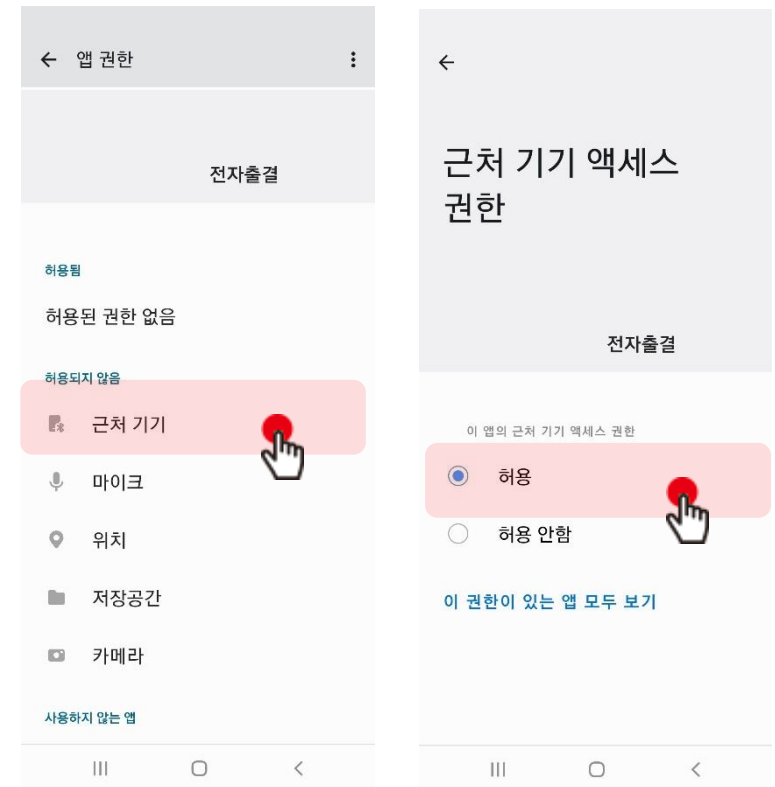 앱 권한
전자출결
허용됨
허용된 권한 없음
허용되지 않음
근처 기기
마이크
위치
저장공간
카메라
사용하지 않는 앱
근처 기기 액세스
권한
전자출결
이 앱의 근처 기기 액세스 권한
허용
허용 안함
이 권한이 있는 앱 모두 보기